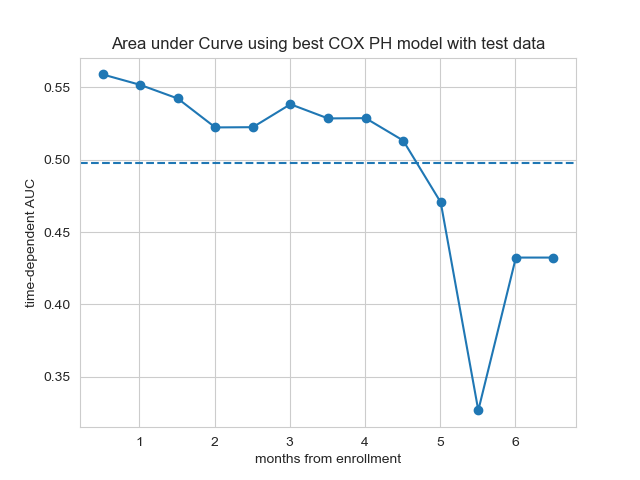 Area under Curve using best COX PH model with test data
time-dependent AUC
0.55
0.50
0.45
0.40
0.35
1 2 3 4 5 6
months from enrollment